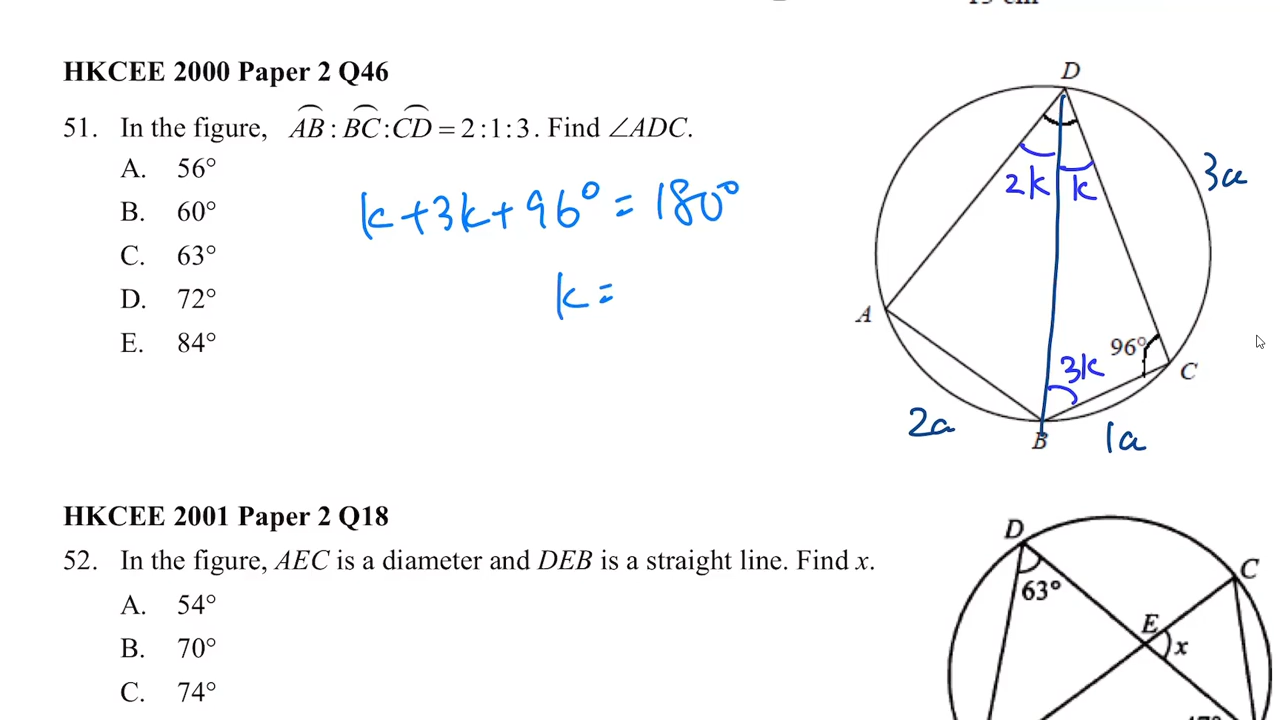 HKCEE 2000 Paper 2 Q46
51. In the figure, AB : BC : CD = 2 : 1 : 3. Find ∠ADC.
A. 56°
B. 60°
C. 63°
D. 72°
E. 84°
k + 3k + 96° = 180°
k =
D
2k
k
3a
A
96°
3k
C
2a
B
1a
HKCEE 2001 Paper 2 Q18
52. In the figure, AEC is a diameter and DEB is a straight line. Find x.
A. 54°
B. 70°
C. 74°
D
C
63°
E
x